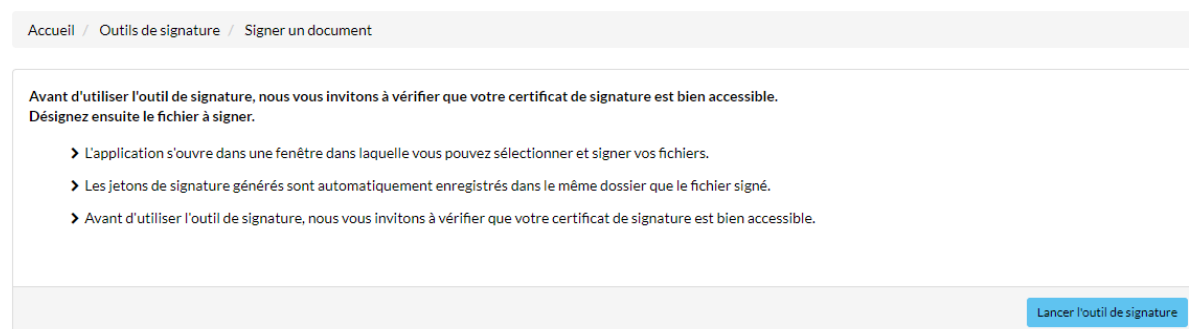 Accueil / Outils de signature / Signer un document
Avant d'utiliser l'outil de signature, nous vous invitons à vérifier que votre certificat de signature est bien accessible.
Désignez ensuite le fichier à signer.
L'application s'ouvre dans une fenêtre dans laquelle vous pouvez sélectionner et signer vos fichiers.
Les jetons de signature générés sont automatiquement enregistrés dans le même dossier que le fichier signé.
Avant d'utiliser l'outil de signature, nous vous invitons à vérifier que votre certificat de signature est bien accessible.
Lancer l'outil de signature